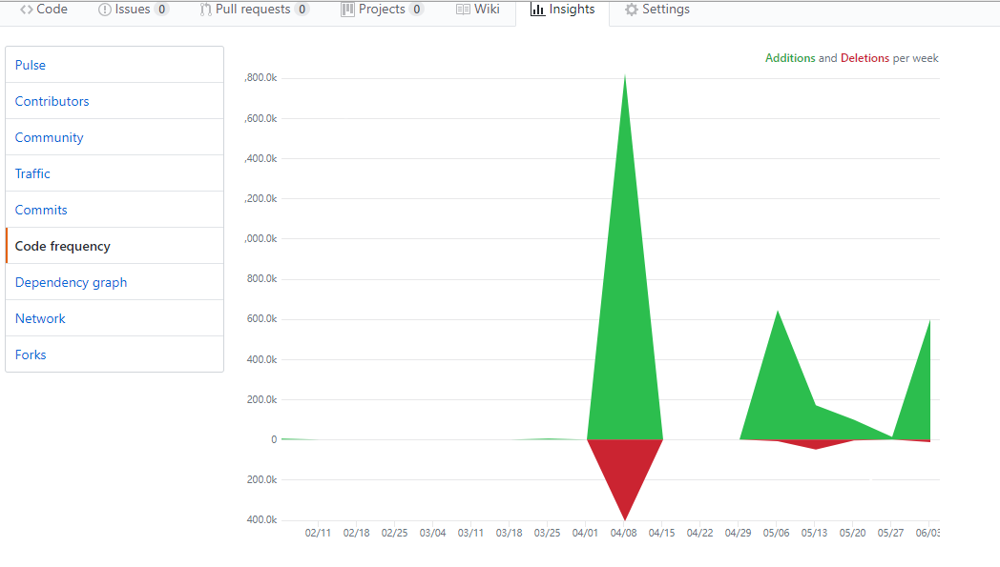 Code Issues 0 Pull requests 0 Projects 0 Wiki Insights Settings
Pulse
Contributors
Community
Traffic
Commits
Code frequency
Dependency graph
Network
Forks
Additions and Deletions per week
,800.0k
,600.0k
,400.0k
,200.0k
,000.0k
800.0k
600.0k
400.0k
200.0k
0
200.0k
400.0k
02/11 02/18 02/25 03/04 03/11 03/18 03/25 04/01 04/08 04/15 04/22 04/29 05/06 05/13 05/20 05/27 06/03